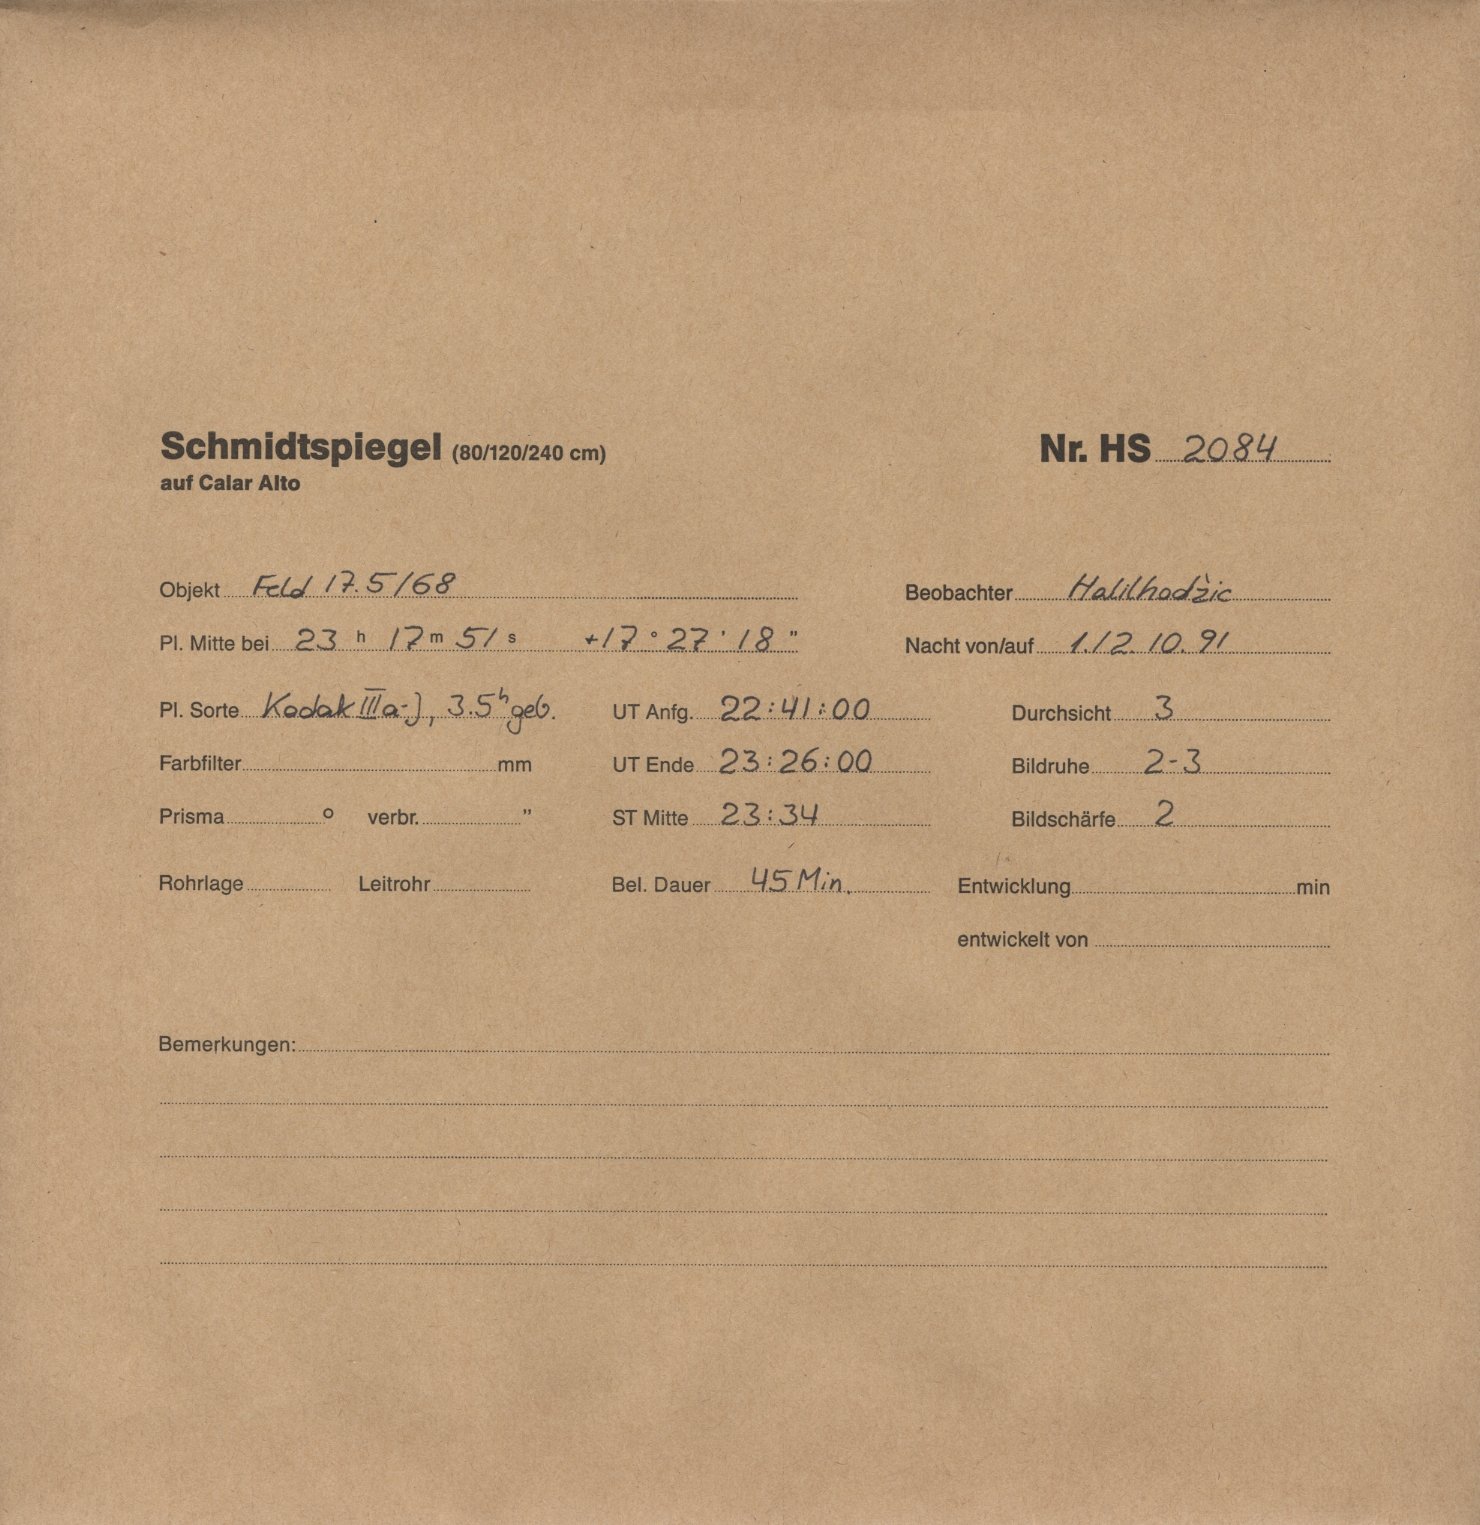 Schmidtspiegel (80/120/240 cm) Nr. HS 2084
auf Calar Alto
Objekt Feld 17.5/68 Beobachter Halilhodžic
Pl. Mitte bei 23 h 17 m 51 s +17 ° 27 ' 18 "
Nacht von/auf 1./2. 10. 91
Pl. Sorte Kodak IIIa-J, 3.5h geb. UT Anfg. 22:41:00 Durchsicht 3
Farbfilter mm UT Ende 23:26:00 Bildruhe 2-3
Prisma ° verbr. " ST Mitte 23:34 Bildschärfe 2
Rohrlage Leitrohr Bel. Dauer 45 Min. Entwicklung min
entwickelt von
Bemerkungen: